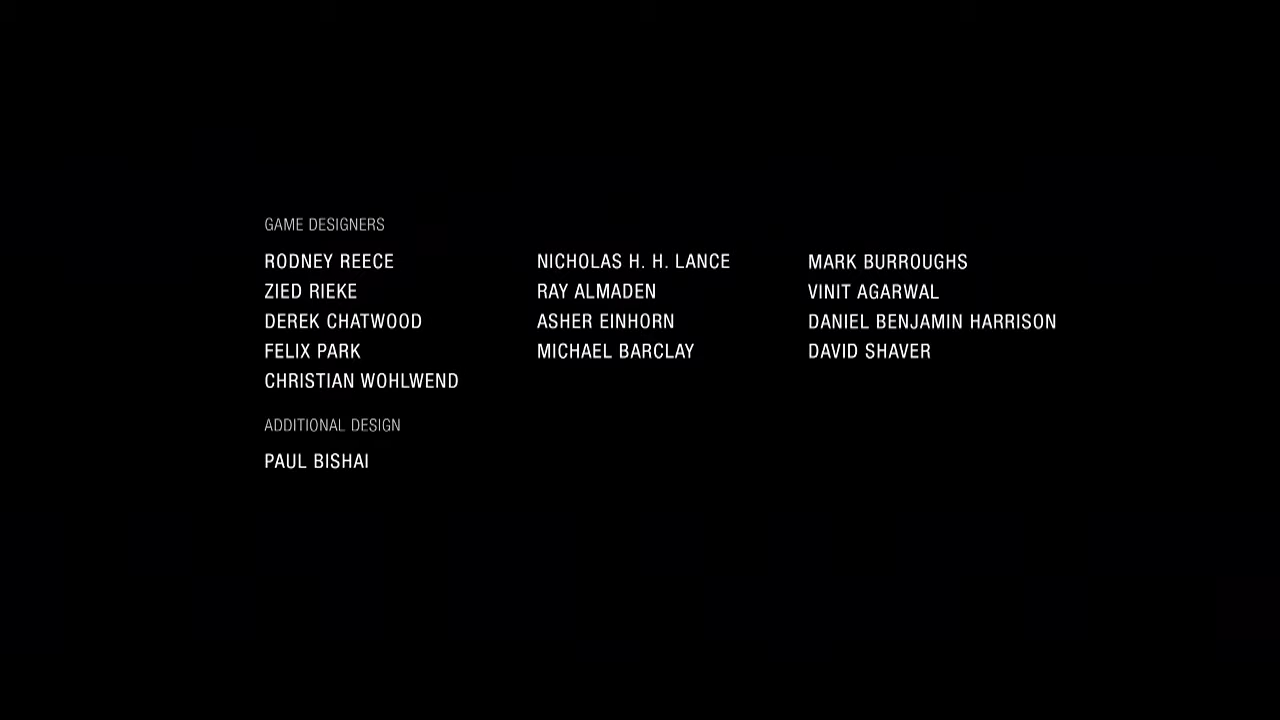 GAME DESIGNERS
RODNEY REECE
ZIED RIEKE
DEREK CHATWOOD
FELIX PARK
CHRISTIAN WOHLWEND
NICHOLAS H. H. LANCE
RAY ALMADEN
ASHER EINHORN
MICHAEL BARCLAY
MARK BURROUGHS
VINIT AGARWAL
DANIEL BENJAMIN HARRISON
DAVID SHAVER
ADDITIONAL DESIGN
PAUL BISHAI